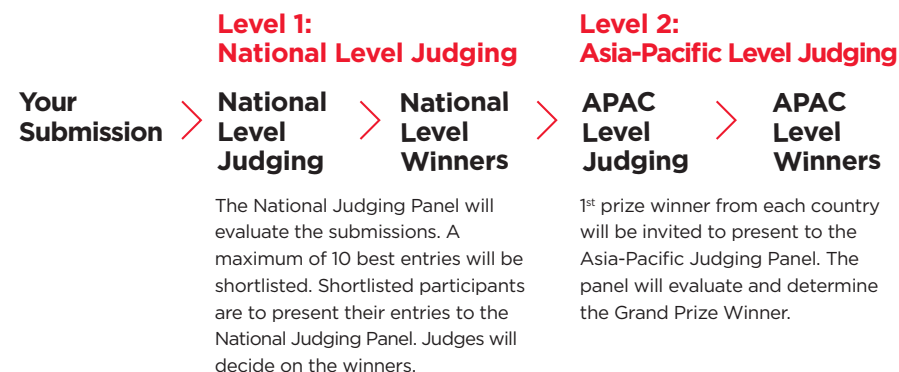 Level 1:
National Level Judging
Level 2:
Asia-Pacific Level Judging
Your
Submission
National
Level
Judging
National
Level
Winners
APAC
Level
Judging
APAC
Level
Winners
The National Judging Panel will
evaluate the submissions. A
maximum of 10 best entries will be
shortlisted. Shortlisted participants
are to present their entries to the
National Judging Panel. Judges will
decide on the winners.
1st prize winner from each country
will be invited to present to the
Asia-Pacific Judging Panel. The
panel will evaluate and determine
the Grand Prize Winner.